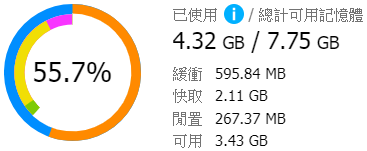 55.7%
已使用 i / 總計可用記憶體
4.32 GB / 7.75 GB
緩衝 595.84 MB
快取 2.11 GB
閒置 267.37 MB
可用 3.43 GB